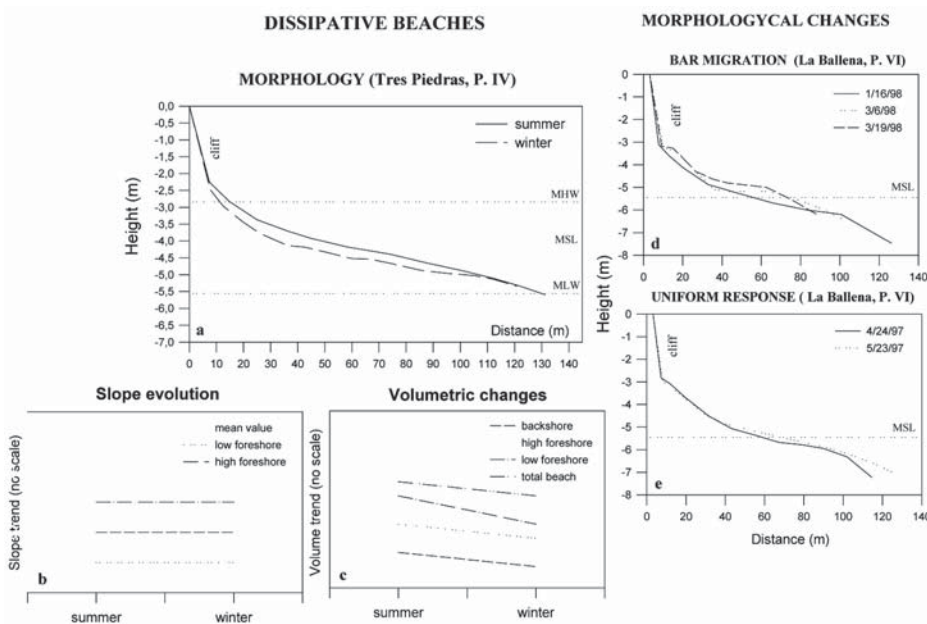 DISSIPATIVE BEACHES
MORPHOLOGYCAL CHANGES
MORPHOLOGY (Tres Piedras, P. IV)
0,0
-0,5
-1,0
-1,5
-2,0
-2,5
-3,0
-3,5
-4,0
-4,5
-5,0
-5,5
-6,0
-6,5
-7,0
Height (m)
cliff
summer
winter
MHW
MSL
MLW
a
Distance (m)
0 10 20 30 40 50 60 70 80 90 100 110 120 130 140
BAR MIGRATION (La Ballena, P. VI)
0
-1
-2
-3
-4
-5
-6
-7
-8
cliff
1/16/98
3/6/98
3/19/98
MSL
d
0 20 40 60 80 100 120 140
Height (m)
UNIFORM RESPONSE ( La Ballena, P. VI)
0
-1
-2
-3
-4
-5
-6
-7
-8
cliff
4/24/97
5/23/97
MSL
e
0 10 20 30 40 50 60 70 80 90 100 110 120 130 140
Distance (m)
Slope evolution
Slope trend (no scale)
mean value
low foreshore
high foreshore
b
summer winter
Volumetric changes
Volume trend (no scale)
backshore
high foreshore
low foreshore
total beach
c
summer winter